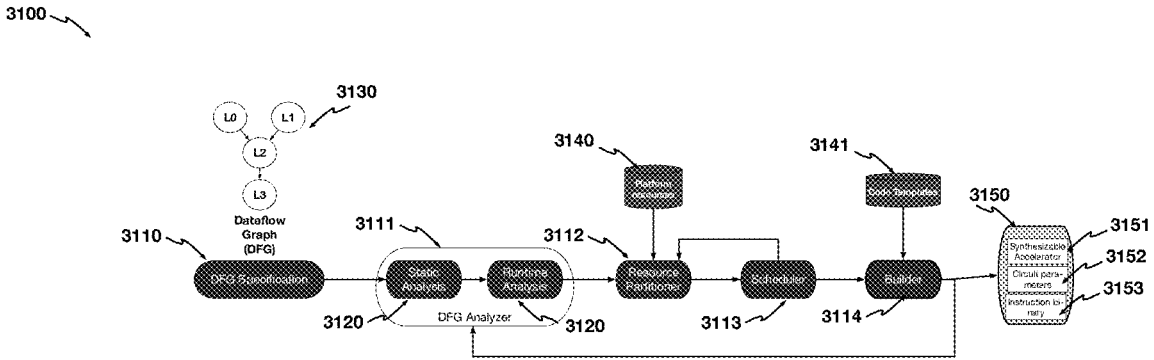 3100
3130
L0
L1
L2
L3
Dataflow
Graph
(DFG)
3140
3141
3150
3151
3152
3153
3110
3111
3112
Code Templates
DFG Specification
Static
Analysis
Runtime
Analysis
Resource
Partitioner
Scheduler
Builder
Synthesizable
Accelerator
Circuit para-
meters
Instruction bi-
nary
3120
DFG Analyzer
3120
3113
3114